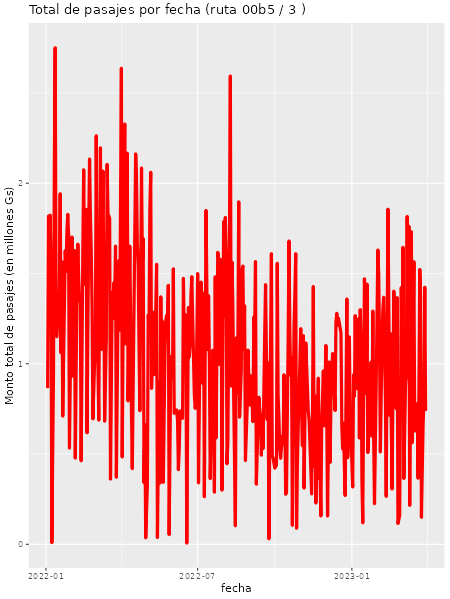 Total de pasajes por fecha (ruta 00b5 / 3 )
Monto total de pasajes (en millones Gs)
2
1
0
2022-01
2022-07
2023-01
fecha